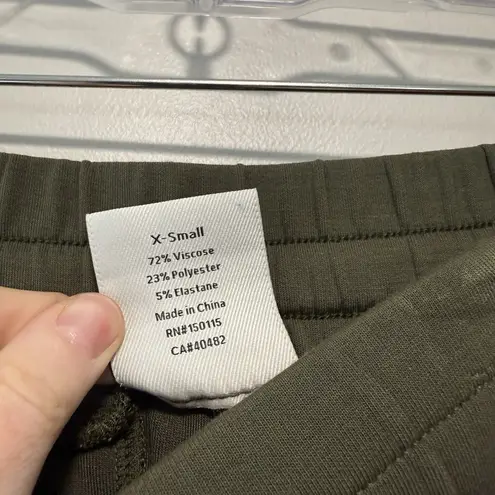 X-Small
72% Viscose
23% Polyester
5% Elastane
Made in China
RN#150115
CA#40482